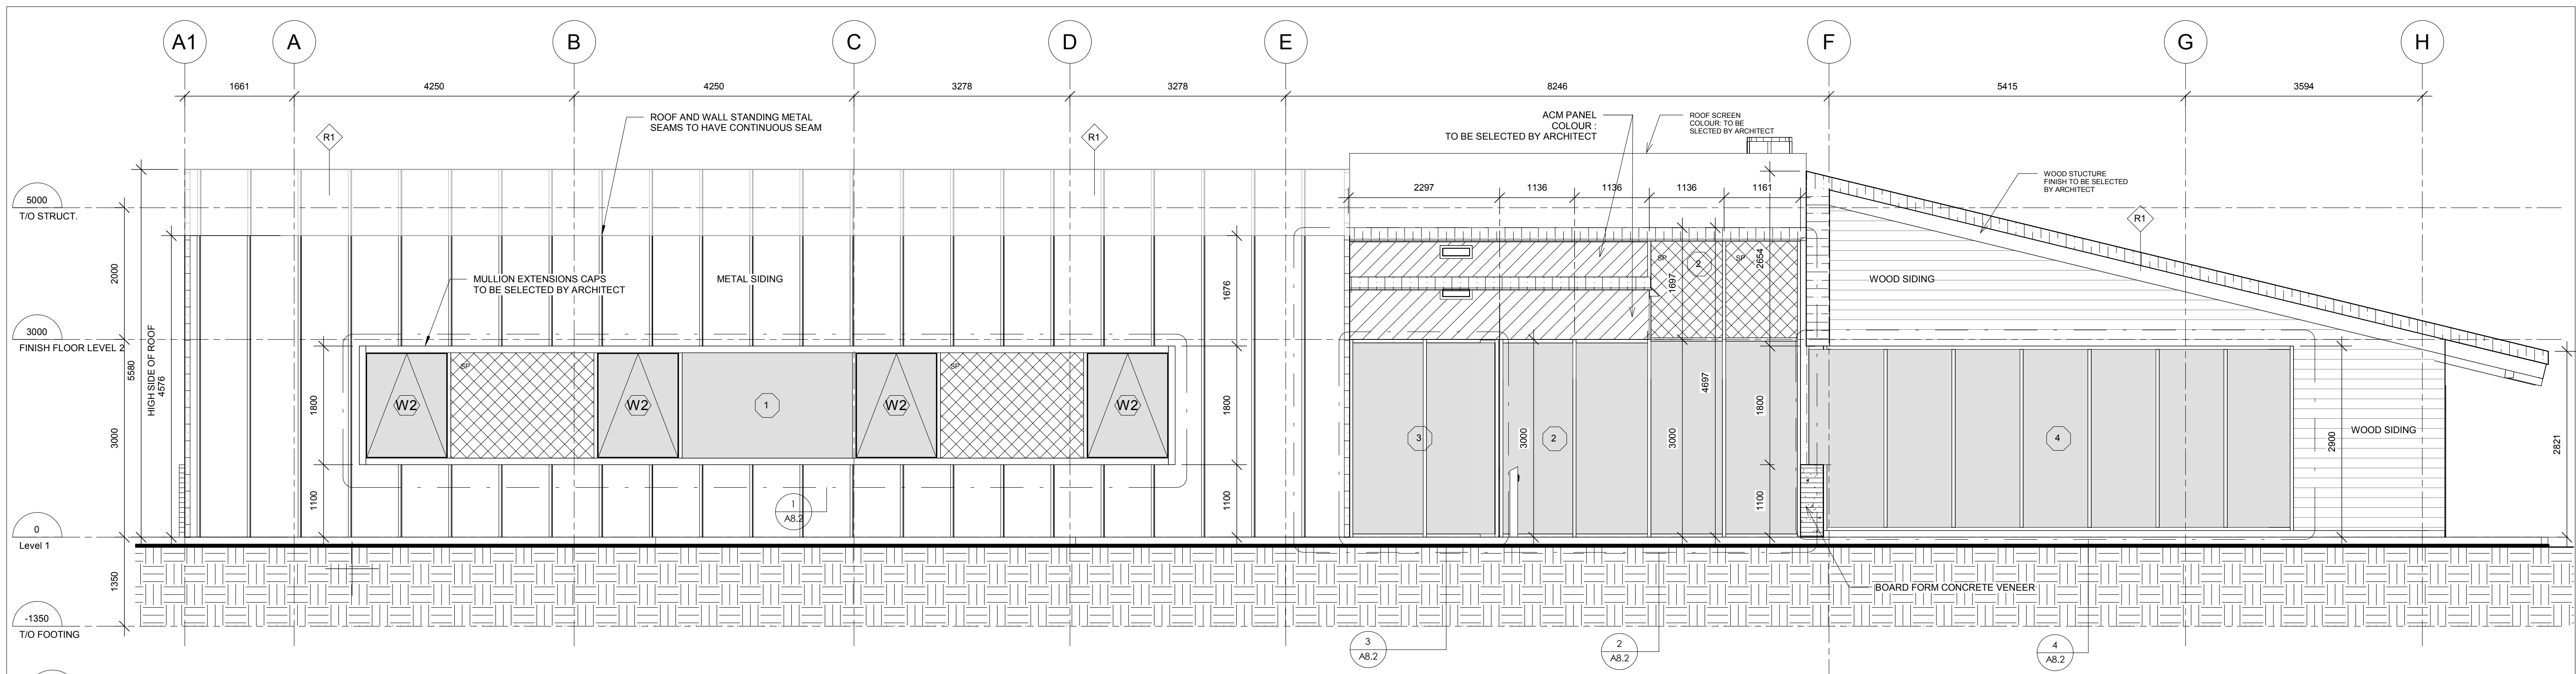 A1 A B C D E F G H
1661 4250 4250 3278 3278 8246 5415 3594
ROOF AND WALL STANDING METAL
SEAMS TO HAVE CONTINUOUS SEAM
R1
R1
ACM PANEL
COLOUR :
TO BE SELECTED BY ARCHITECT
ROOF SCREEN
COLOUR: TO BE
SLECTED BY ARCHITECT
WOOD STUCTURE
FINISH TO BE SELECTED
BY ARCHITECT
R1
2297 1136 1136 1136 1161
5000
T/O STRUCT.
2000
3000
FINISH FLOOR LEVEL 2
3000
0
Level 1
1350
-1350
T/O FOOTING
5580
HIGH SIDE OF ROOF
4576
MULLION EXTENSIONS CAPS
TO BE SELECTED BY ARCHITECT
METAL SIDING
1800
1100
W2
SP
W2
1
W2
SP
W2
1
A8.2
1676
1800
1100
SP
2
SP
1697
2654
4697
3000
3000
1800
1100
3
2
4
WOOD SIDING
WOOD SIDING
2900
2821
BOARD FORM CONCRETE VENEER
3
A8.2
2
A8.2
4
A8.2